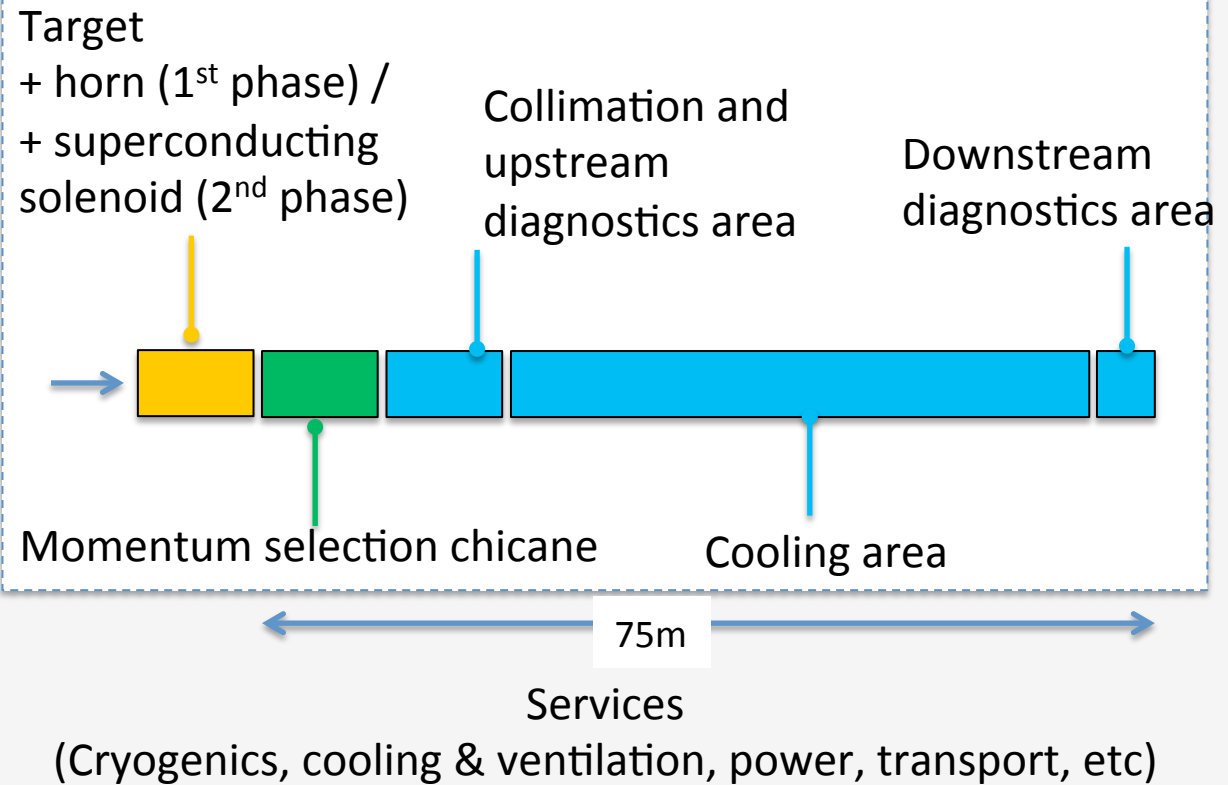 Target
+ horn (1st phase) /
+ superconducting
solenoid (2nd phase)
Collimation and
upstream
diagnostics area
Downstream
diagnostics area
Momentum selection chicane
Cooling area
75m
Services
(Cryogenics, cooling & ventilation, power, transport, etc)